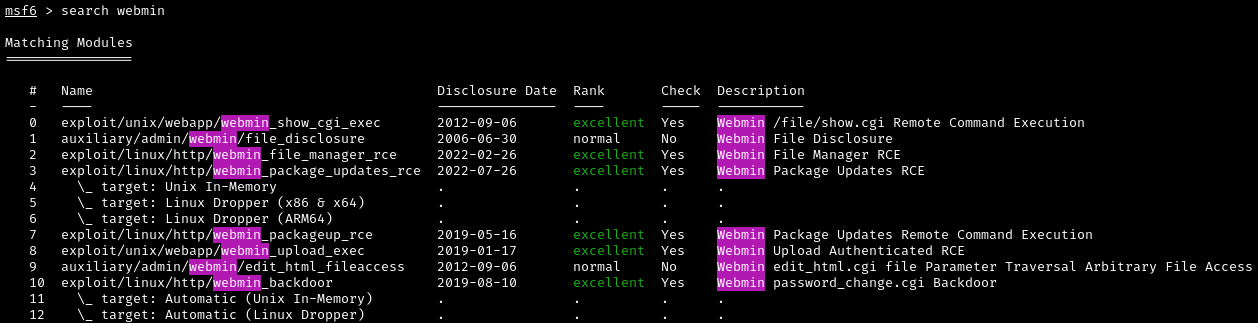 msf6 > search webmin
Matching Modules
================
# Name Disclosure Date Rank Check Description
- ---- --------------- ---- ----- -----------
0 exploit/unix/webapp/webmin_show_cgi_exec 2012-09-06 excellent Yes Webmin /file/show.cgi Remote Command Execution
1 auxiliary/admin/webmin/file_disclosure 2006-06-30 normal No Webmin File Disclosure
2 exploit/linux/http/webmin_file_manager_rce 2022-02-26 excellent Yes Webmin File Manager RCE
3 exploit/linux/http/webmin_package_updates_rce 2022-07-26 excellent Yes Webmin Package Updates RCE
4 \_ target: Unix In-Memory . . . .
5 \_ target: Linux Dropper (x86 & x64) . . . .
6 \_ target: Linux Dropper (ARM64) . . . .
7 exploit/linux/http/webmin_packageup_rce 2019-05-16 excellent Yes Webmin Package Updates Remote Command Execution
8 exploit/unix/webapp/webmin_upload_exec 2019-01-17 excellent Yes Webmin Upload Authenticated RCE
9 auxiliary/admin/webmin/edit_html_fileaccess 2012-09-06 normal No Webmin edit_html.cgi file Parameter Traversal Arbitrary File Access
10 exploit/linux/http/webmin_backdoor 2019-08-10 excellent Yes Webmin password_change.cgi Backdoor
11 \_ target: Automatic (Unix In-Memory) . . . .
12 \_ target: Automatic (Linux Dropper) . . . .